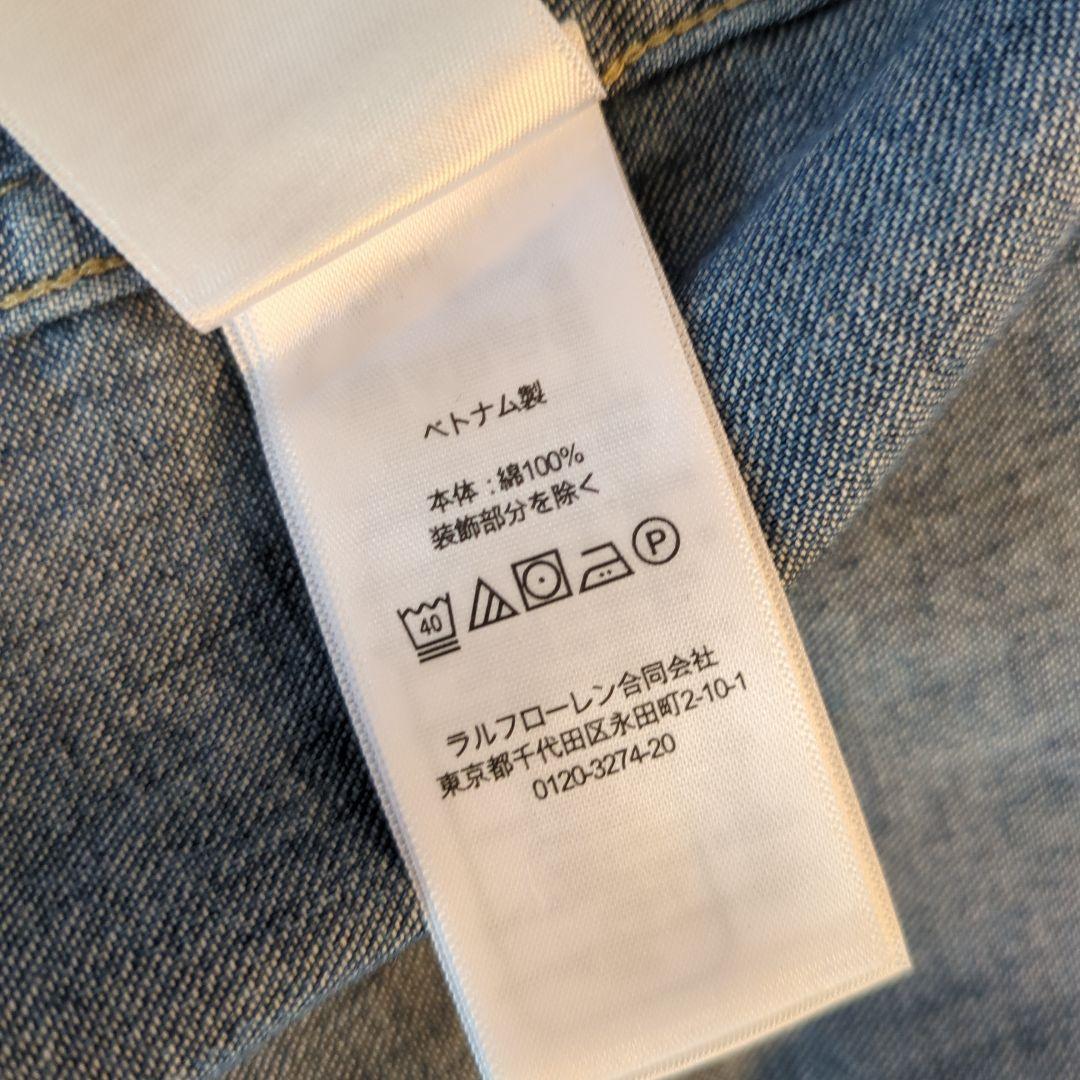 ベトナム製
本体:綿100%
装飾部分を除く
40 P
ラルフローレン合同会社
東京都千代田区永田町2-10-1
0120-3274-20